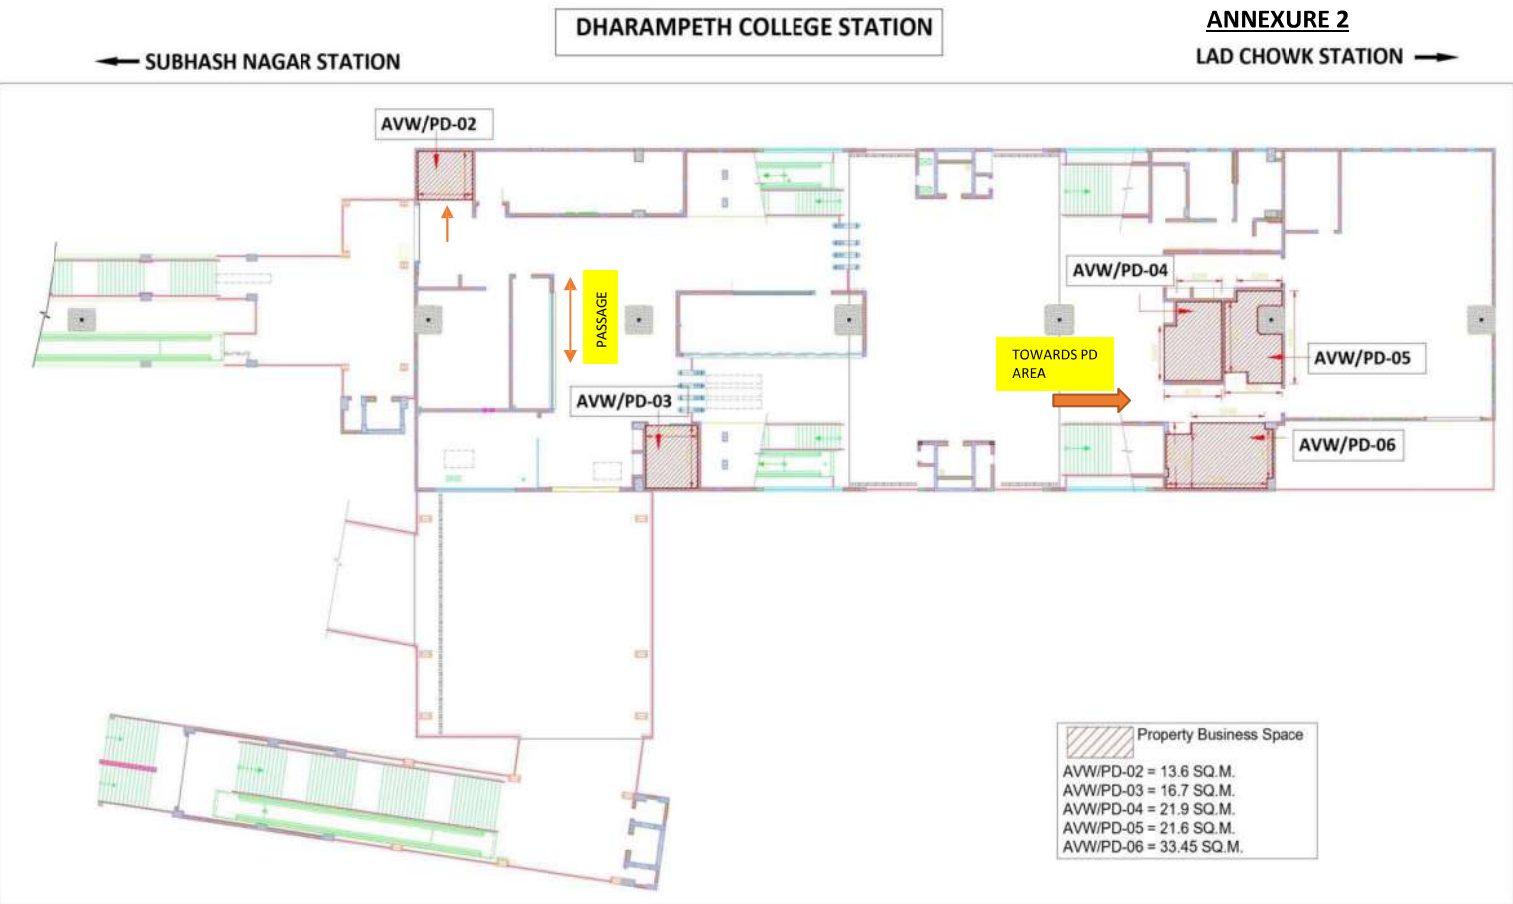 ANNEXURE 2
DHARAMPETH COLLEGE STATION
SUBHASH NAGAR STATION
LAD CHOWK STATION
AVW/PD-02
PASSAGE
AVW/PD-03
AVW/PD-04
TOWARDS PD
AREA
AVW/PD-05
AVW/PD-06
Property Business Space
AVW/PD-02 = 13.6 SQ.M.
AVW/PD-03 = 16.7 SQ.M.
AVW/PD-04 = 21.9 SQ.M.
AVW/PD-05 = 21.6 SQ.M.
AVW/PD-06 = 33.45 SQ.M.